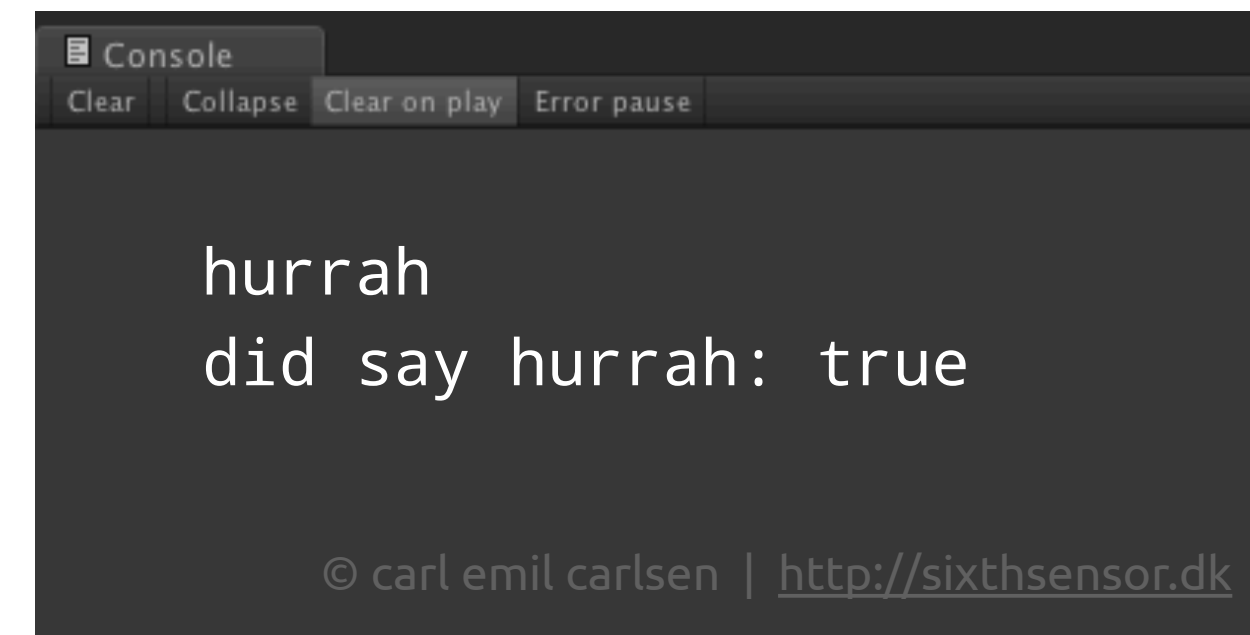 Console
Clear Collapse Clear on play Error pause
hurrah
did say hurrah: true
© carl emil carlsen | http://sixthsensor.dk